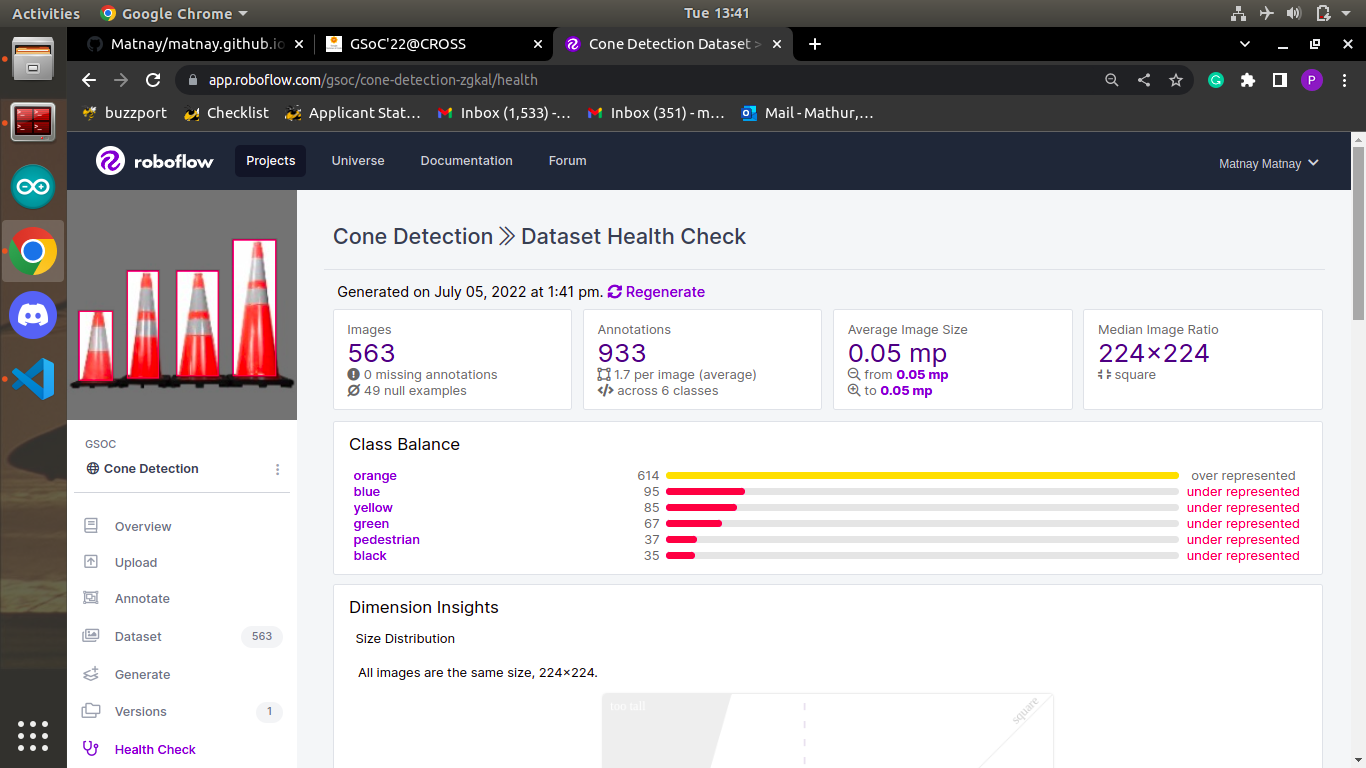 Activities Google Chrome Tue 13:41
Matnay/matnay.github.io GSoC'22@CROSS Cone Detection Dataset >
app.roboflow.com/gsoc/cone-detection-zgkal/health P
buzzport Checklist Applicant Stat... Inbox (1,533) -... Inbox (351) - m... Mail - Mathur,...
roboflow Projects Universe Documentation Forum Matnay Matnay
Cone Detection Dataset Health Check
Generated on July 05, 2022 at 1:41 pm. Regenerate
Images
563
0 missing annotations
49 null examples
Annotations
933
1.7 per image (average)
</> across 6 classes
Average Image Size
0.05 mp
from 0.05 mp
to 0.05 mp
Median Image Ratio
224×224
square
Class Balance
orange 614 over represented
blue 95 under represented
yellow 85 under represented
green 67 under represented
pedestrian 37 under represented
black 35 under represented
Dimension Insights
Size Distribution
All images are the same size, 224×224.
too tall
square
GSOC
Cone Detection
Overview
Upload
Annotate
Dataset 563
Generate
Versions 1
Health Check